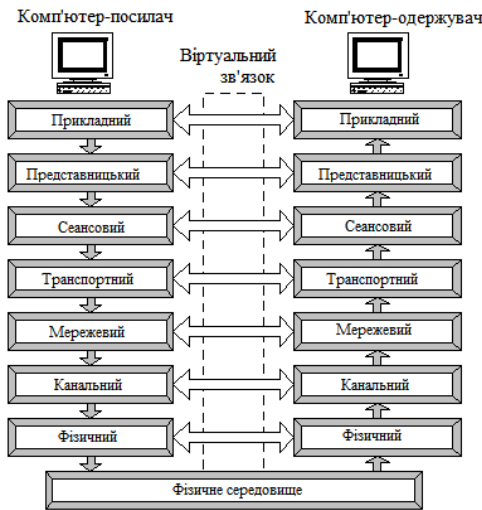 Комп'ютер-посилач
Комп'ютер-одержувач
Віртуальний
зв'язок
Прикладний
Прикладний
Представницький
Представницький
Сеансовий
Сеансовий
Транспортний
Транспортний
Мережевий
Мережевий
Канальний
Канальний
Фізичний
Фізичний
Фізичне середовище